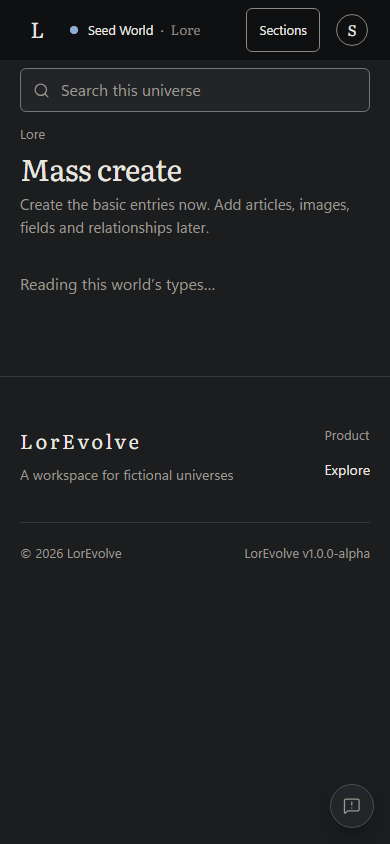 L
Seed World · Lore
Sections
S
Search this universe
Lore
Mass create
Create the basic entries now. Add articles, images,
fields and relationships later.
Reading this world's types...
LorEvolve
A workspace for fictional universes
Product
Explore
© 2026 LorEvolve
LorEvolve v1.0.0-alpha